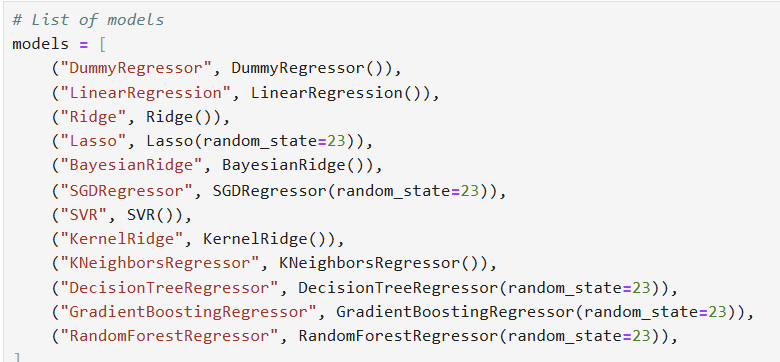 # List of models
models = [
    ("DummyRegressor", DummyRegressor()),
    ("LinearRegression", LinearRegression()),
    ("Ridge", Ridge()),
    ("Lasso", Lasso(random_state=23)),
    ("BayesianRidge", BayesianRidge()),
    ("SGDRegressor", SGDRegressor(random_state=23)),
    ("SVR", SVR()),
    ("KernelRidge", KernelRidge()),
    ("KNeighborsRegressor", KNeighborsRegressor()),
    ("DecisionTreeRegressor", DecisionTreeRegressor(random_state=23)),
    ("GradientBoostingRegressor", GradientBoostingRegressor(random_state=23)),
    ("RandomForestRegressor", RandomForestRegressor(random_state=23)),
]